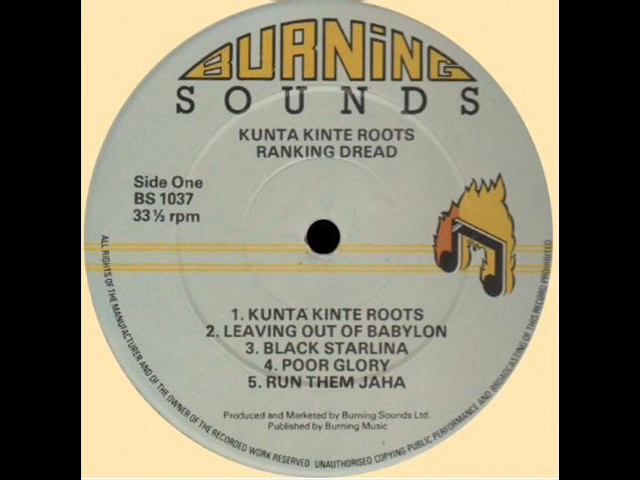 BURNiNG
SOUNDS
KUNTA KINTE ROOTS
RANKING DREAD
Side One
BS 1037
33 ⅓ rpm
1. KUNTA KINTE ROOTS
2. LEAVING OUT OF BABYLON
3. BLACK STARLINA
4. POOR GLORY
5. RUN THEM JAHA
Produced and Marketed by Burning Sounds Ltd.
Published by Burning Music
ALL RIGHTS OF THE MANUFACTURER AND OF THE OWNER OF THE RECORDED WORK RESERVED UNAUTHORISED COPYING PUBLIC PERFORMANCE AND BROADCASTING OF THIS RECORD PROHIBITED